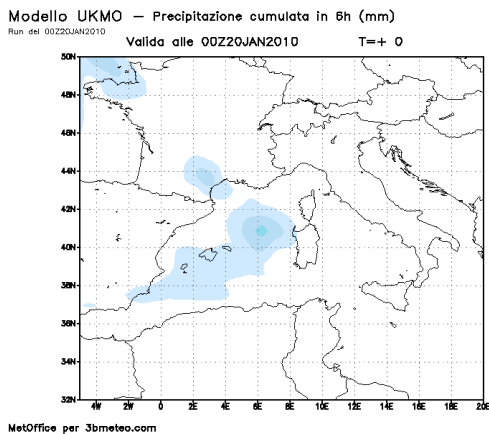 Modello UKMO – Precipitazione cumulata in 6h (mm)
Run del 00Z20JAN2010
Valida alle 00Z20JAN2010 T=+ 0
50N
48N
46N
44N
42N
40N
38N
36N
34N
32N
4W 2W 0 2E 4E 6E 8E 10E 12E 14E 16E 18E 20E
MetOffice per 3bmeteo.com